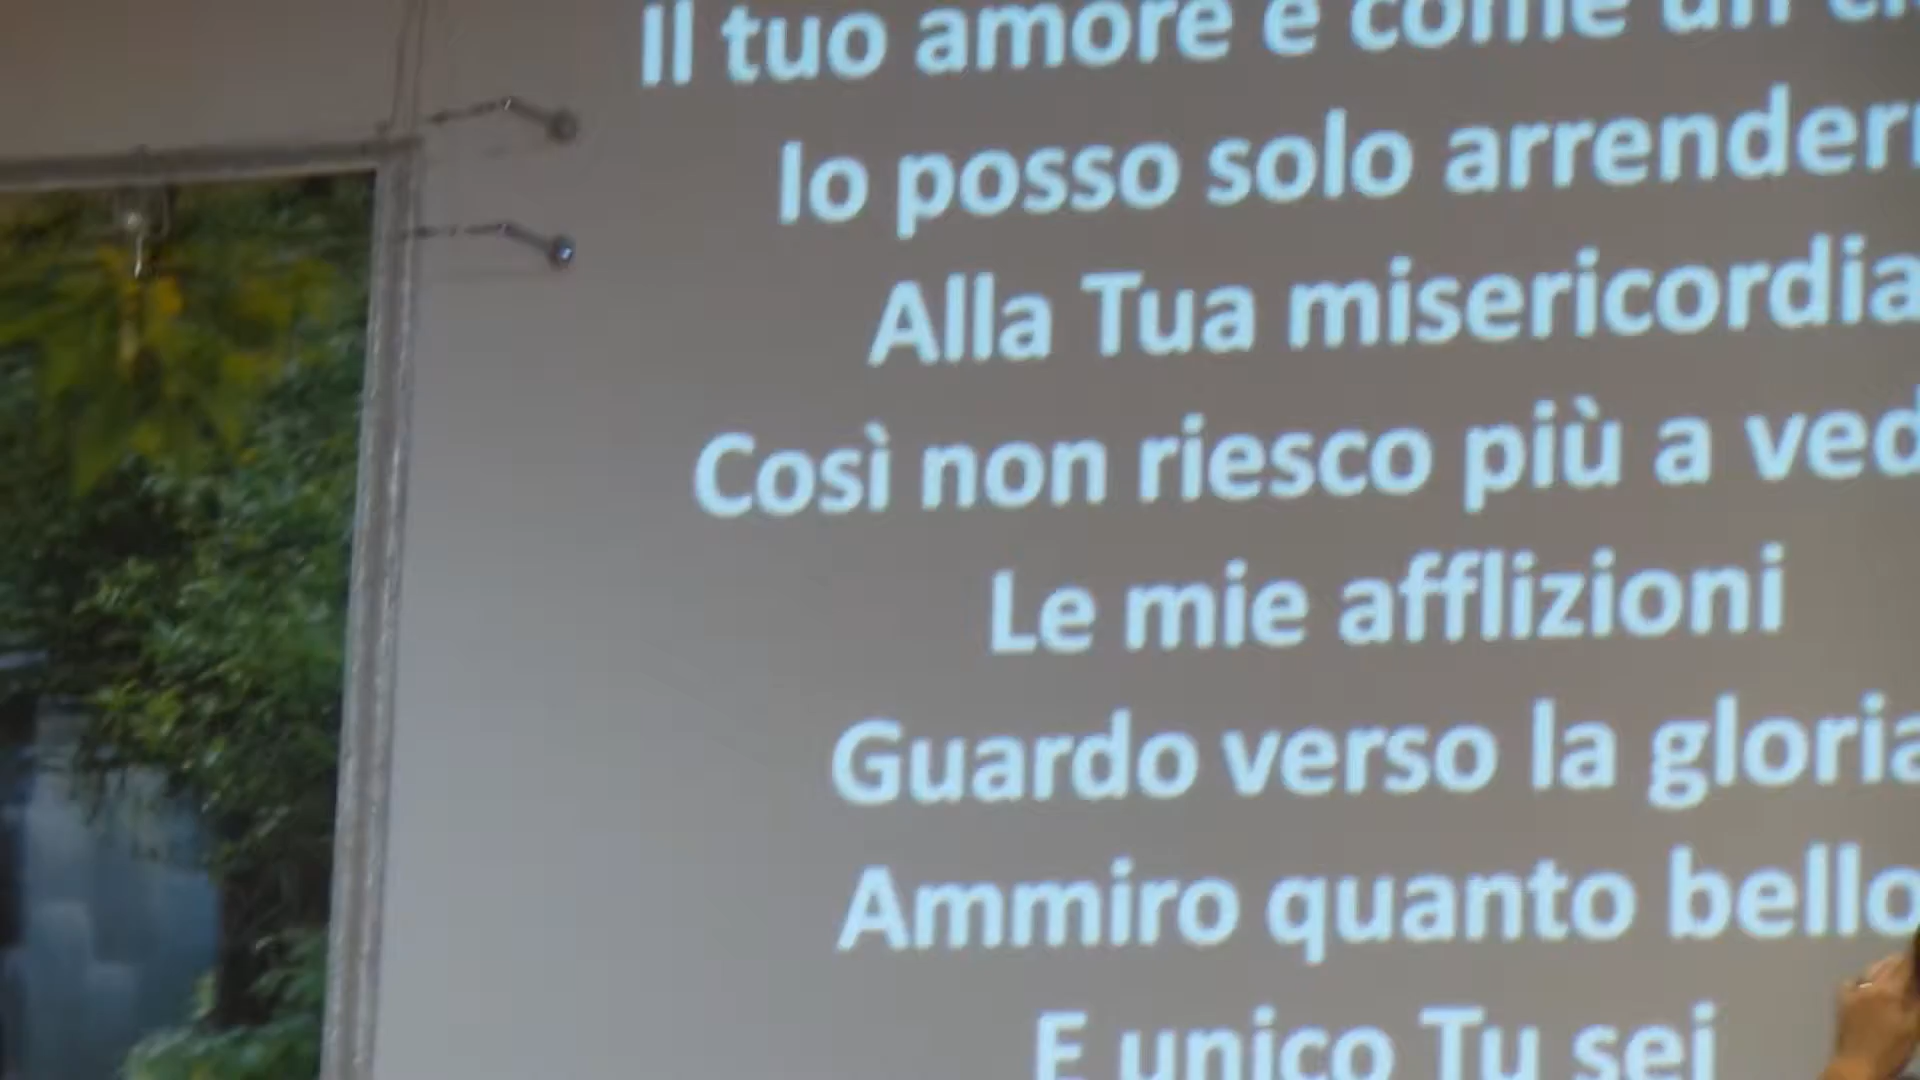 Il tuo amore è come un
Io posso solo arrender
Alla Tua misericordia
Così non riesco più a ved
Le mie afflizioni
Guardo verso la gloria
Ammiro quanto bello
E unico Tu sei